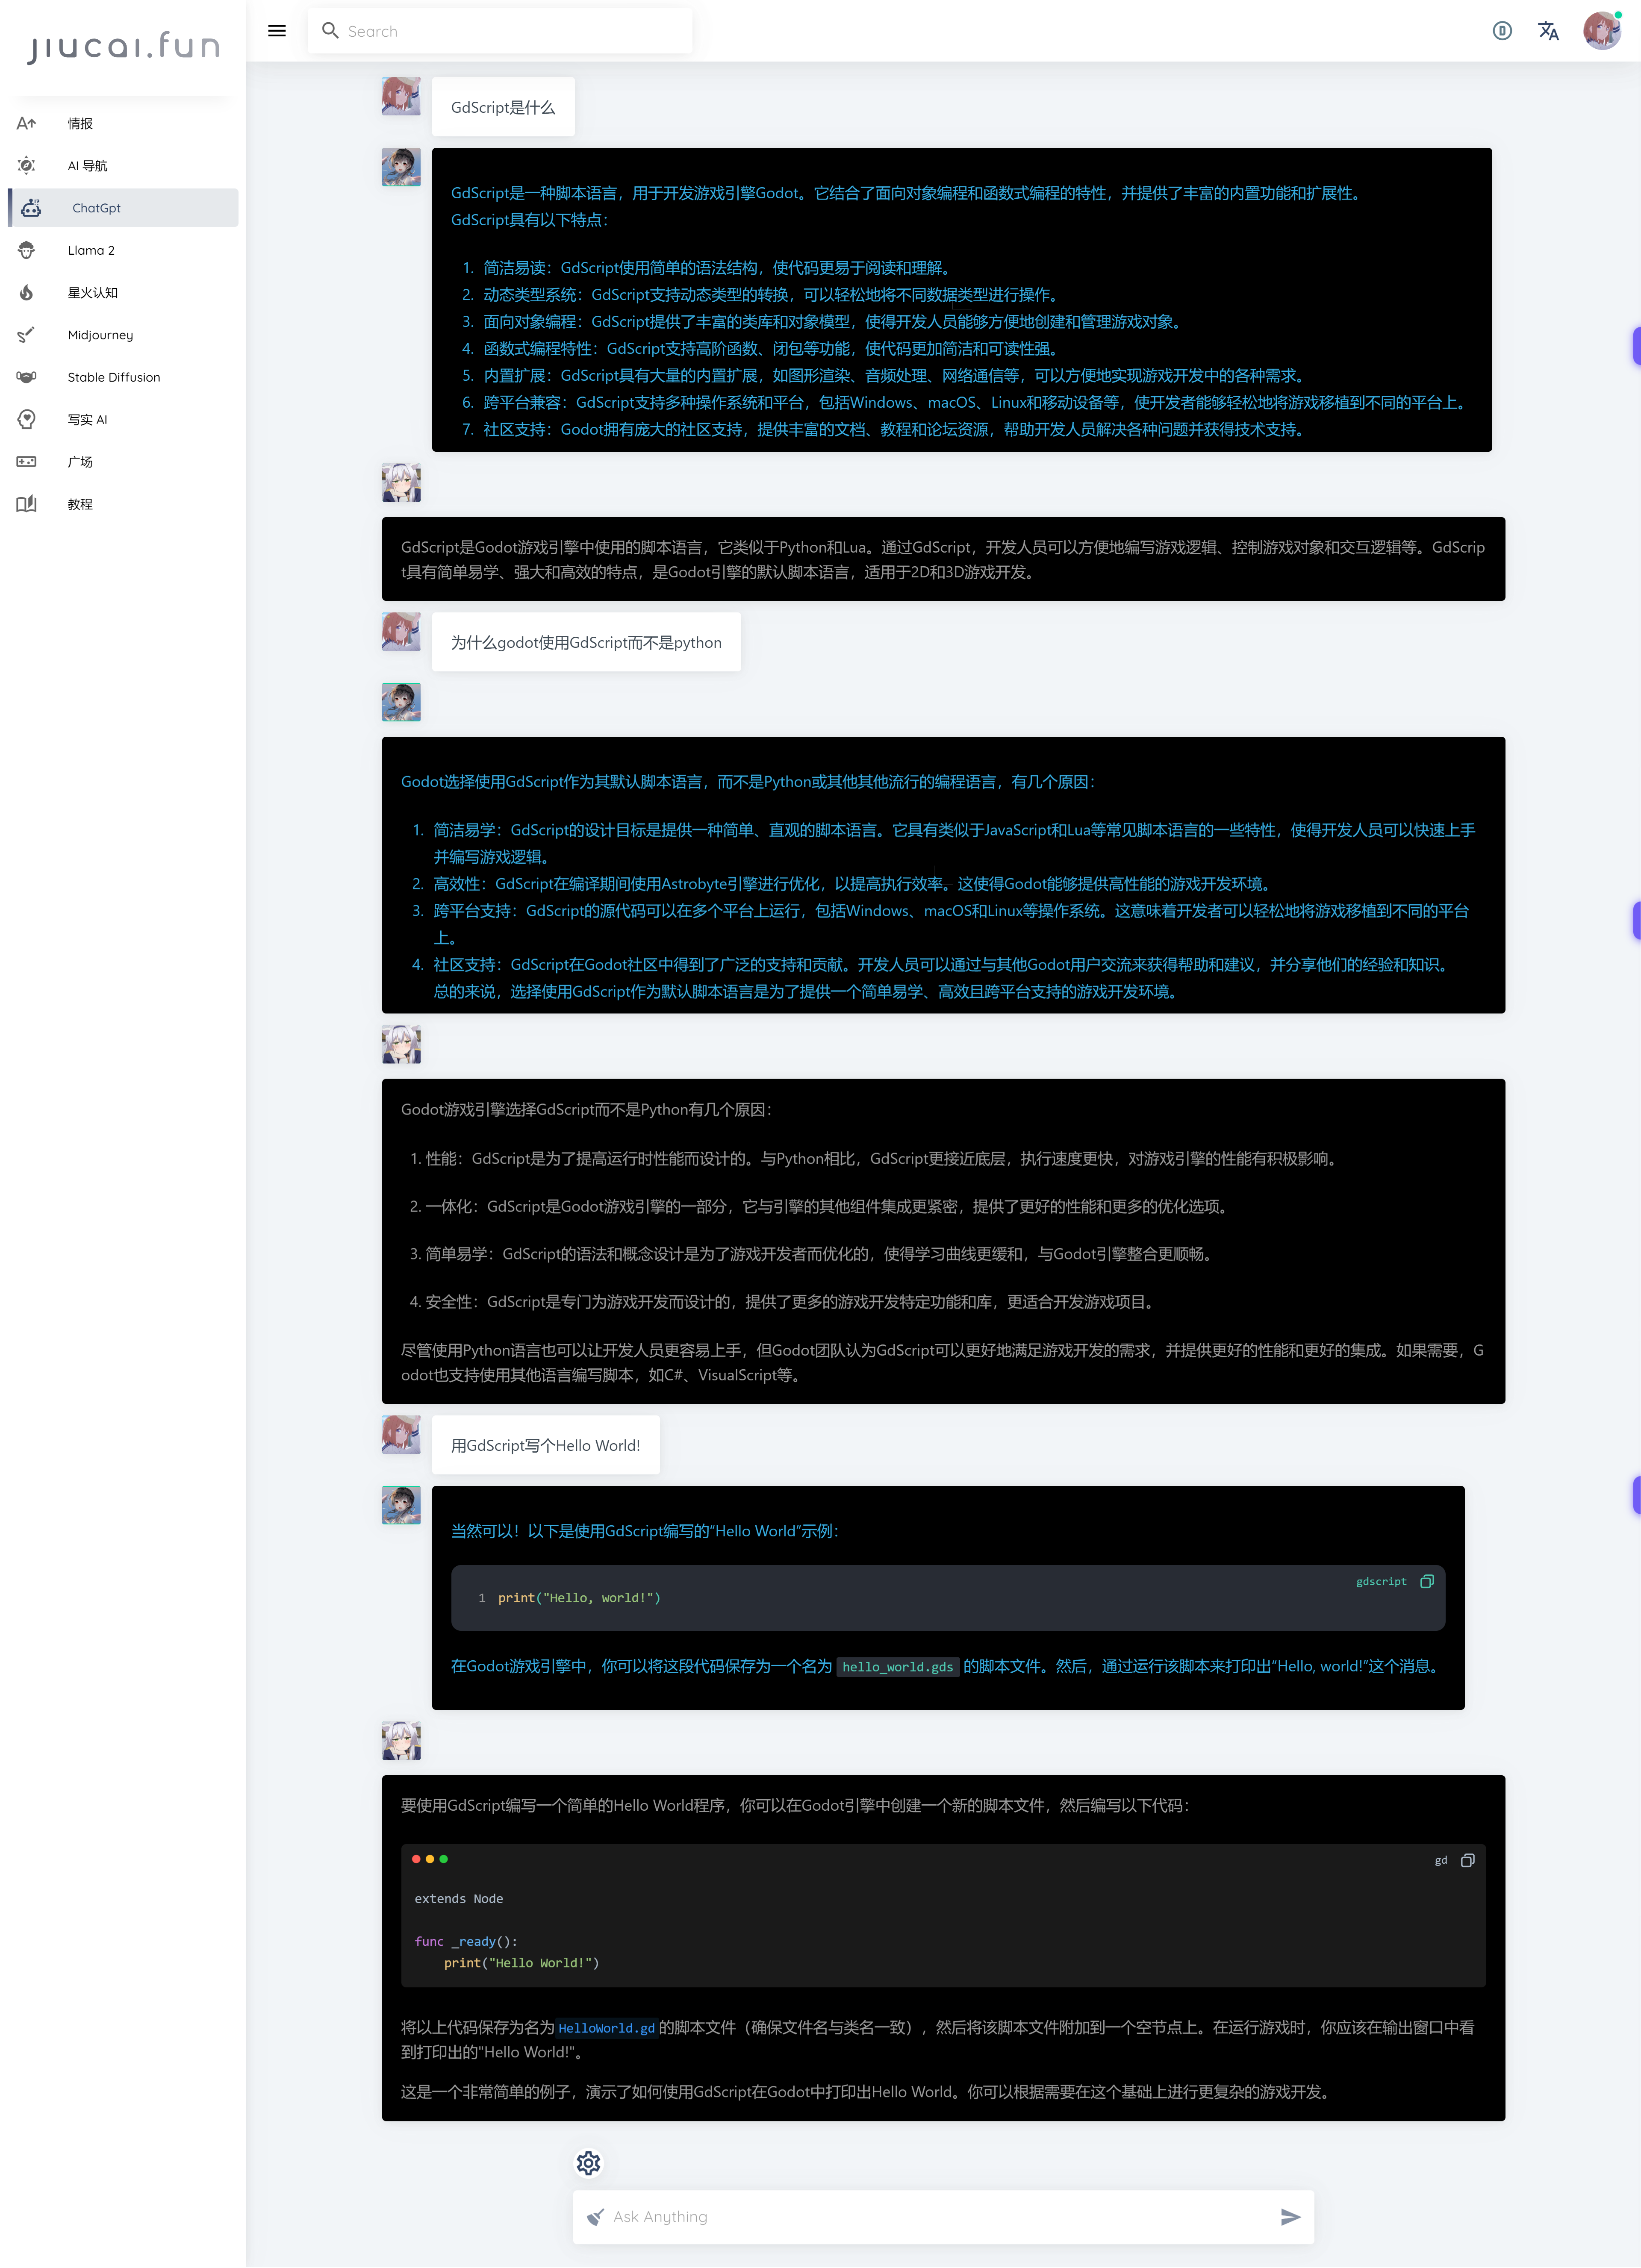 jiucai.fun
Search
情报
AI 导航
ChatGpt
Llama 2
星火认知
Midjourney
Stable Diffusion
写实 AI
广场
教程
GdScript是什么
GdScript是一种脚本语言，用于开发游戏引擎Godot。它结合了面向对象编程和函数式编程的特性，并提供了丰富的内置功能和扩展性。
GdScript具有以下特点：
1. 简洁易读：GdScript使用简单的语法结构，使代码更易于阅读和理解。
2. 动态类型系统：GdScript支持动态类型的转换，可以轻松地将不同数据类型进行操作。
3. 面向对象编程：GdScript提供了丰富的类库和对象模型，使得开发人员能够方便地创建和管理游戏对象。
4. 函数式编程特性：GdScript支持高阶函数、闭包等功能，使代码更加简洁和可读性强。
5. 内置扩展：GdScript具有大量的内置扩展，如图形渲染、音频处理、网络通信等，可以方便地实现游戏开发中的各种需求。
6. 跨平台兼容：GdScript支持多种操作系统和平台，包括Windows、macOS、Linux和移动设备等，使开发者能够轻松地将游戏移植到不同的平台上。
7. 社区支持：Godot拥有庞大的社区支持，提供丰富的文档、教程和论坛资源，帮助开发人员解决各种问题并获得技术支持。
GdScript是Godot游戏引擎中使用的脚本语言，它类似于Python和Lua。通过GdScript，开发人员可以方便地编写游戏逻辑、控制游戏对象和交互逻辑等。GdScrip
t具有简单易学、强大和高效的特点，是Godot引擎的默认脚本语言，适用于2D和3D游戏开发。
为什么godot使用GdScript而不是python
Godot选择使用GdScript作为其默认脚本语言，而不是Python或其他其他流行的编程语言，有几个原因：
1. 简洁易学：GdScript的设计目标是提供一种简单、直观的脚本语言。它具有类似于JavaScript和Lua等常见脚本语言的一些特性，使得开发人员可以快速上手
并编写游戏逻辑。
2. 高效性：GdScript在编译期间使用Astrobyte引擎进行优化，以提高执行效率。这使得Godot能够提供高性能的游戏开发环境。
3. 跨平台支持：GdScript的源代码可以在多个平台上运行，包括Windows、macOS和Linux等操作系统。这意味着开发者可以轻松地将游戏移植到不同的平台
上。
4. 社区支持：GdScript在Godot社区中得到了广泛的支持和贡献。开发人员可以通过与其他Godot用户交流来获得帮助和建议，并分享他们的经验和知识。
总的来说，选择使用GdScript作为默认脚本语言是为了提供一个简单易学、高效且跨平台支持的游戏开发环境。
Godot游戏引擎选择GdScript而不是Python有几个原因：
1. 性能：GdScript是为了提高运行时性能而设计的。与Python相比，GdScript更接近底层，执行速度更快，对游戏引擎的性能有积极影响。
2. 一体化：GdScript是Godot游戏引擎的一部分，它与引擎的其他组件集成更紧密，提供了更好的性能和更多的优化选项。
3. 简单易学：GdScript的语法和概念设计是为了游戏开发者而优化的，使得学习曲线更缓和，与Godot引擎整合更顺畅。
4. 安全性：GdScript是专门为游戏开发而设计的，提供了更多的游戏开发特定功能和库，更适合开发游戏项目。
尽管使用Python语言也可以让开发人员更容易上手，但Godot团队认为GdScript可以更好地满足游戏开发的需求，并提供更好的性能和更好的集成。如果需要，G
odot也支持使用其他语言编写脚本，如C#、VisualScript等。
用GdScript写个Hello World!
当然可以！以下是使用GdScript编写的“Hello World”示例：
gdscript
1 print("Hello, world!")
在Godot游戏引擎中，你可以将这段代码保存为一个名为 hello_world.gds 的脚本文件。然后，通过运行该脚本来打印出“Hello, world!”这个消息。
要使用GdScript编写一个简单的Hello World程序，你可以在Godot引擎中创建一个新的脚本文件，然后编写以下代码：
gd
extends Node
func _ready():
    print("Hello World!")
将以上代码保存为名为HelloWorld.gd的脚本文件（确保文件名与类名一致），然后将该脚本文件附加到一个空节点上。在运行游戏时，你应该在输出窗口中看
到打印出的"Hello World!"。
这是一个非常简单的例子，演示了如何使用GdScript在Godot中打印出Hello World。你可以根据需要在这个基础上进行更复杂的游戏开发。
Ask Anything